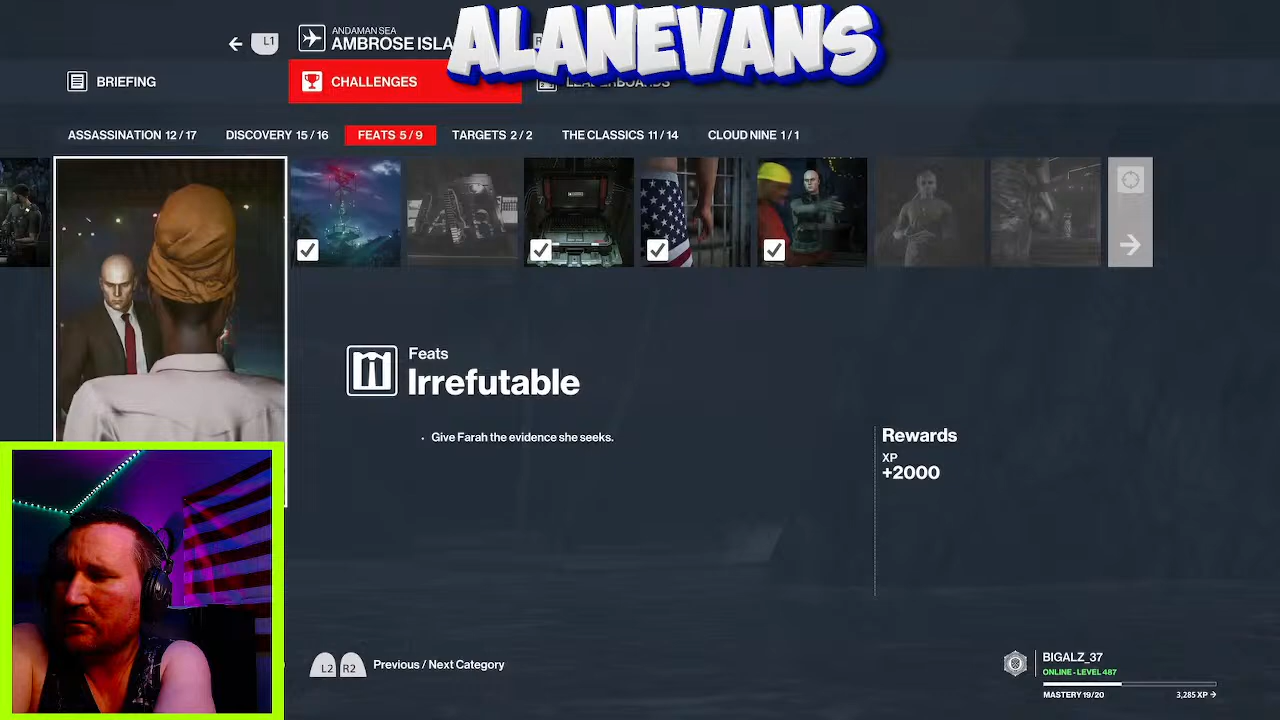 L1
ANDAMAN SEA
AMBROSE ISLA
ALANEVANS
BRIEFING
CHALLENGES
LEADERBOARDS
ASSASSINATION 12 / 17
DISCOVERY 15 / 16
FEATS 5 / 9
TARGETS 2 / 2
THE CLASSICS 11 / 14
CLOUD NINE 1 / 1
Feats
Irrefutable
• Give Farah the evidence she seeks.
Rewards
XP
+2000
L2 R2 Previous / Next Category
BIGALZ_37
ONLINE - LEVEL 487
MASTERY 19/20
3,285 XP